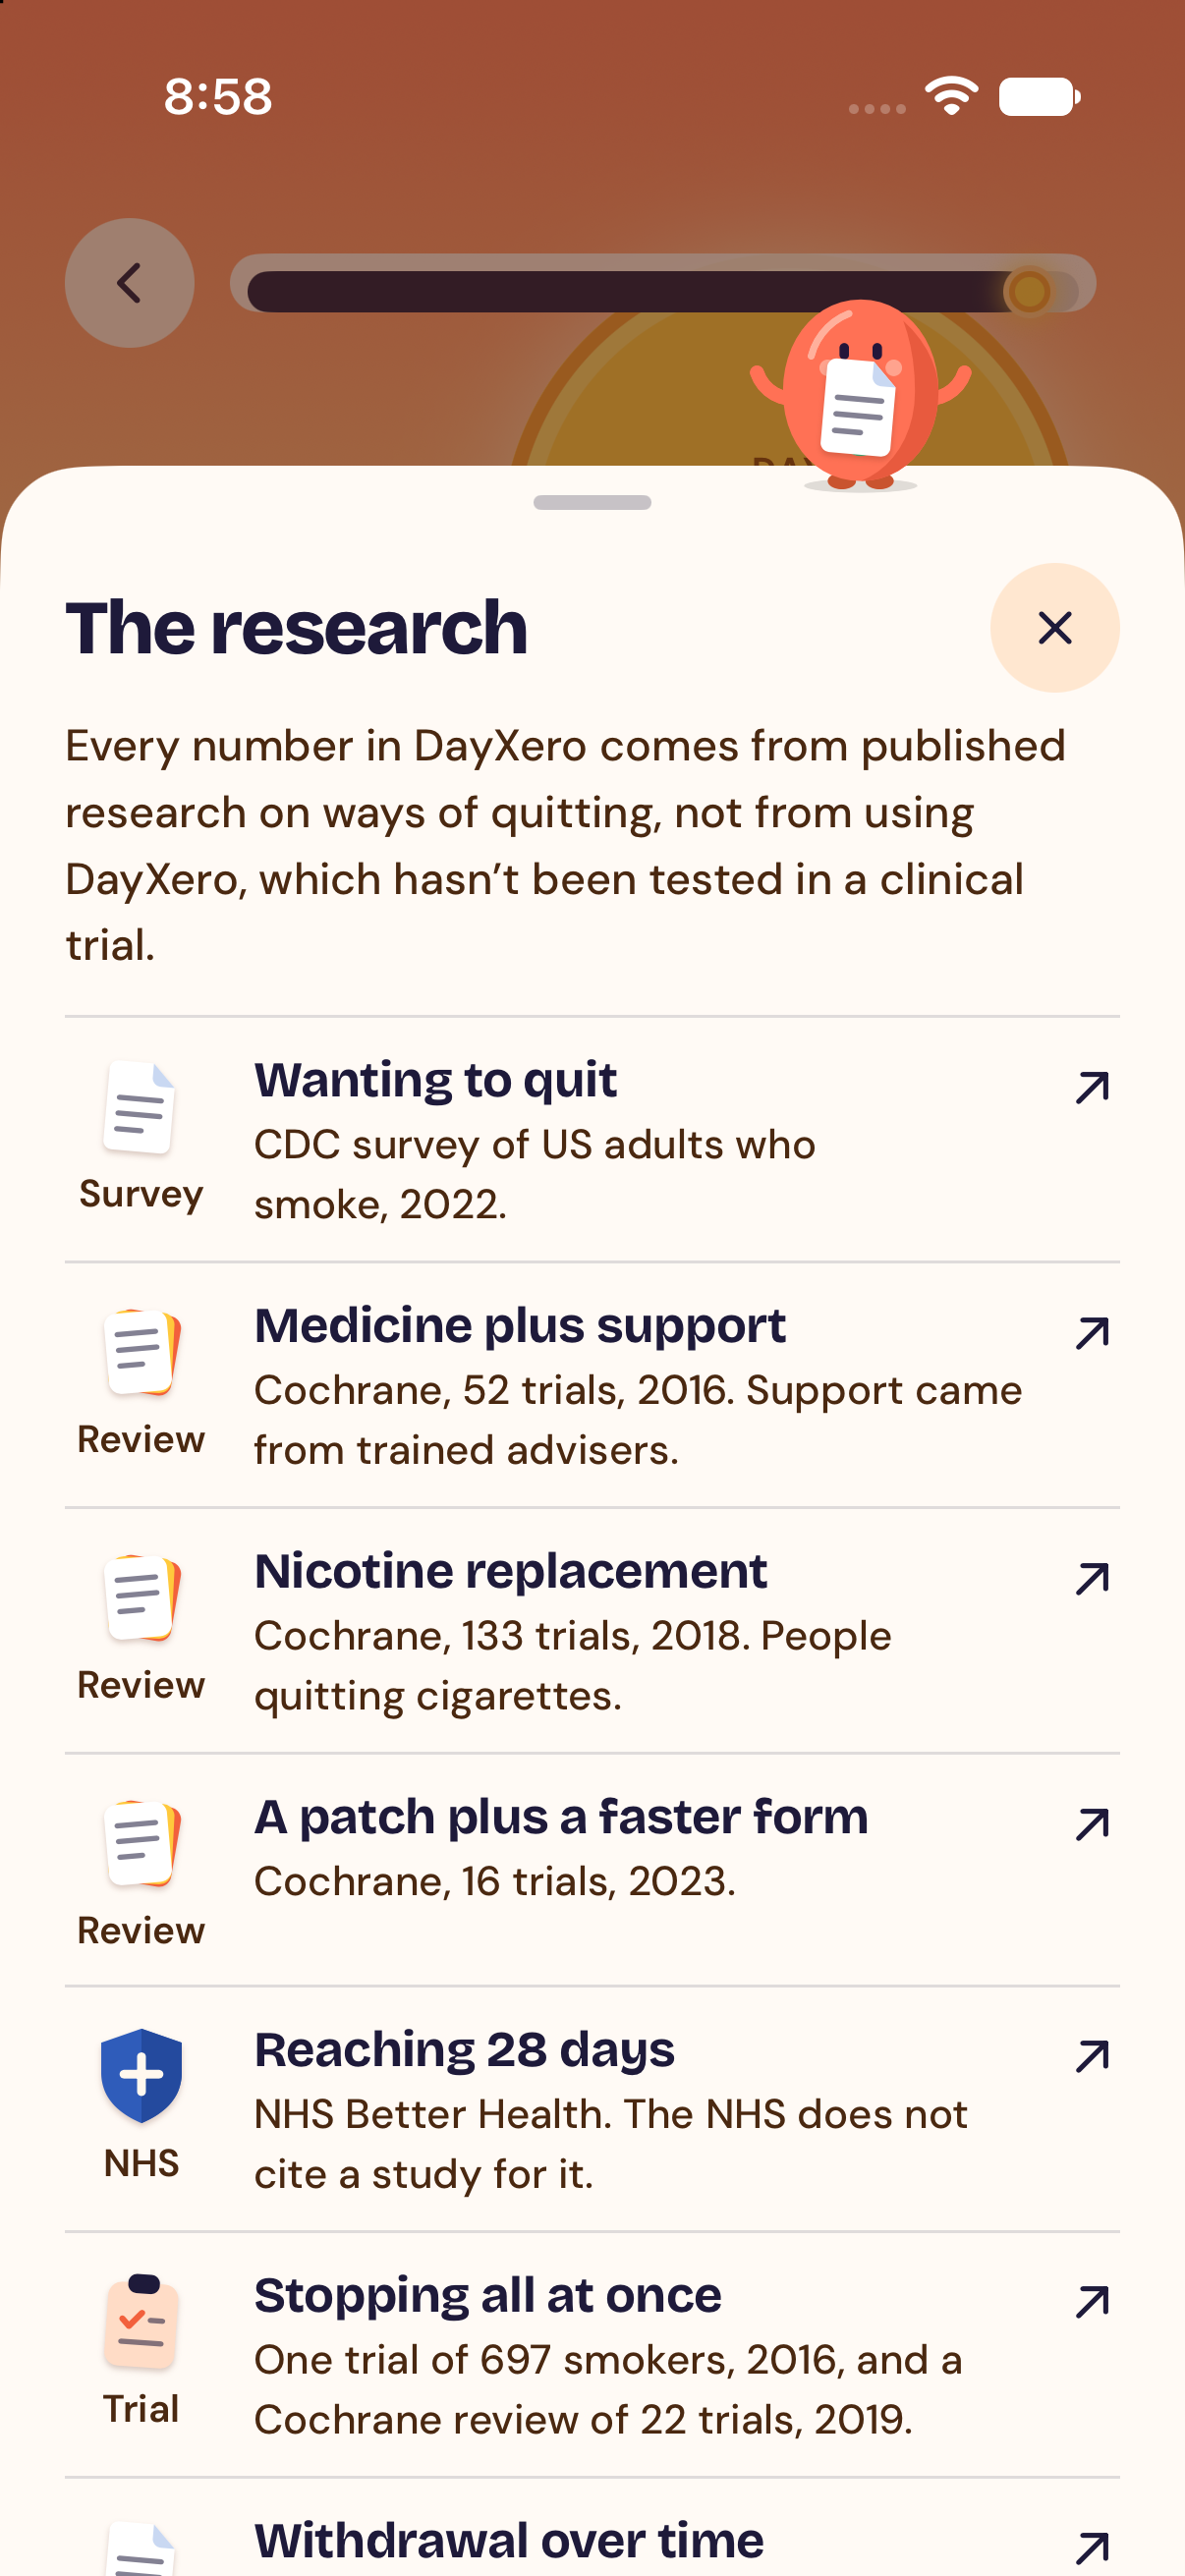 8:58
The research
Every number in DayXero comes from published
research on ways of quitting, not from using
DayXero, which hasn’t been tested in a clinical
trial.
Wanting to quit
CDC survey of US adults who
smoke, 2022.
Survey
Medicine plus support
Cochrane, 52 trials, 2016. Support came
from trained advisers.
Review
Nicotine replacement
Cochrane, 133 trials, 2018. People
quitting cigarettes.
Review
A patch plus a faster form
Cochrane, 16 trials, 2023.
Review
Reaching 28 days
NHS Better Health. The NHS does not
cite a study for it.
NHS
Stopping all at once
One trial of 697 smokers, 2016, and a
Cochrane review of 22 trials, 2019.
Trial
Withdrawal over time